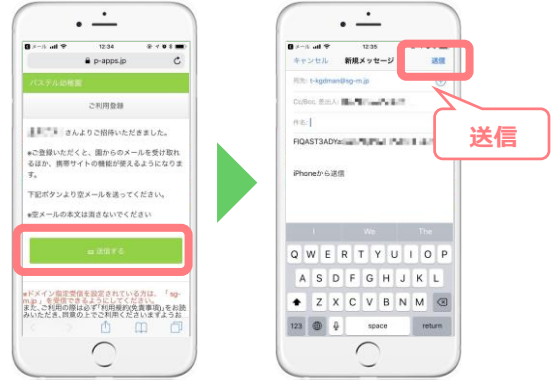 12:34
p-apps.jp
パステル幼稚園
ご利用登録
さんよりご招待いただきました。
※ご登録いただくと、園からのメールを受け取れ
るほか、携帯サイトの機能が使えるようになりま
す。
下記ボタンより空メールを送ってください。
※空メールの本文は消さないでください
送信する
※ドメイン指定受信を設定されている方は、「sg-
m.jp」を受信できるようにしてください。
また、ご利用の際は必ず「利用規約(免責事項)」をお読
みいただき、同意の上でご利用くださいますようお
12:35
キャンセル 新規メッセージ 送信
宛先: t-kgdman@sg-m.jp
Cc/Bcc, 差出人:
件名:
FIQAST3ADYa
iPhoneから送信
I We The
Q W E R T Y U I O P
A S D F G H J K L
Z X C V B N M
123 space return
送信